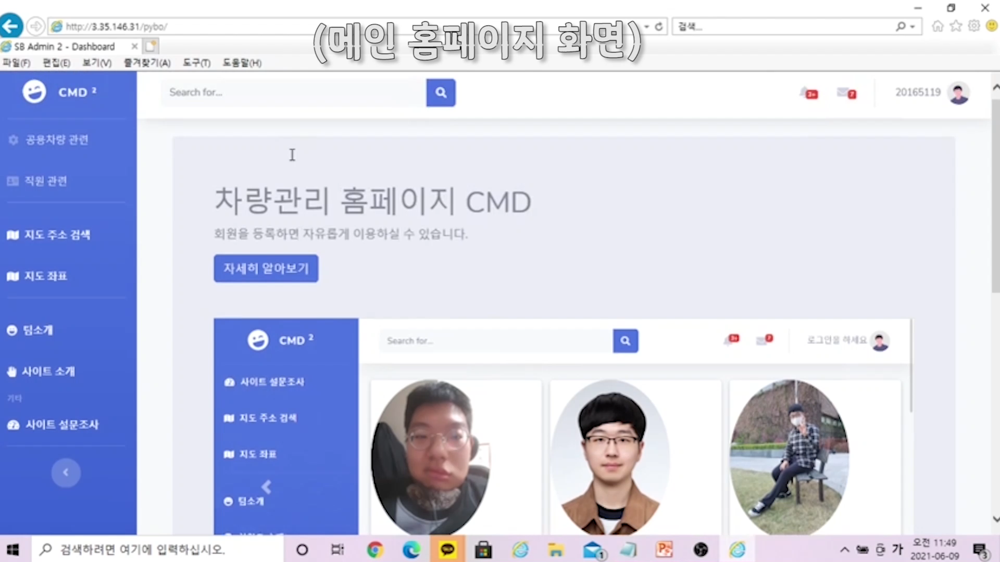 http://3.35.146.31/pybo/
(메인 홈페이지 화면)
검색...
SB Admin 2 - Dashboard
파일(F) 편집(E) 보기(V) 즐겨찾기(A) 도구(T) 도움말(H)
CMD 2
Search for...
3+
7
20165119
공용차량 관련
직원 관련
지도 주소 검색
지도 좌표
팀소개
사이트 소개
기타
사이트 설문조사
차량관리 홈페이지 CMD
회원을 등록하면 자유롭게 이용하실 수 있습니다.
자세히 알아보기
CMD 2
Search for...
3+
7
로그인을 하세요
사이트 설문조사
지도 주소 검색
지도 좌표
팀소개
검색하려면 여기에 입력하십시오.
1
가
오전 11:49
2021-06-09
3